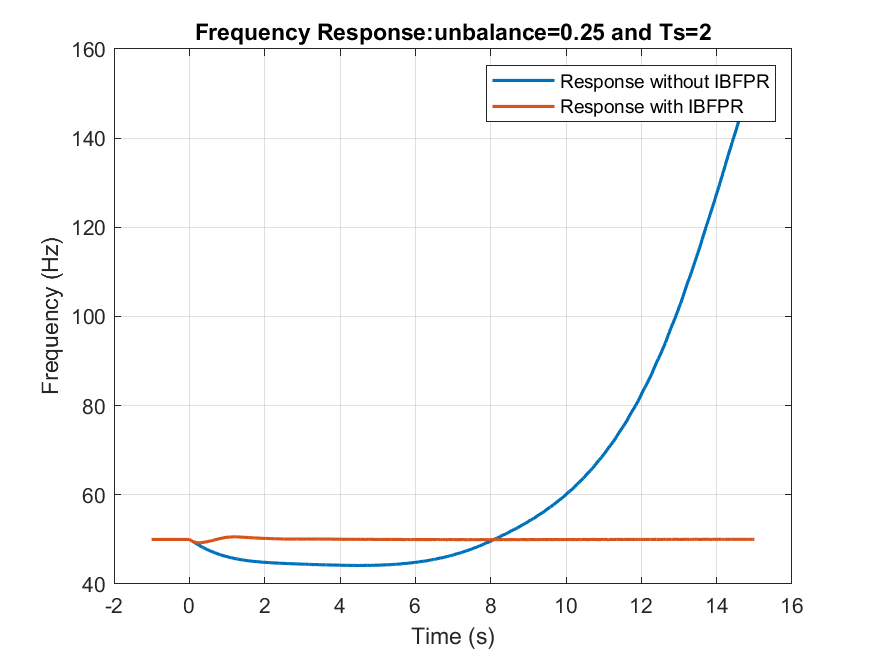 Frequency Response:unbalance=0.25 and Ts=2
160
140
120
100
80
60
40
Frequency (Hz)
Response without IBFPR
Response with IBFPR
-2 0 2 4 6 8 10 12 14 16
Time (s)